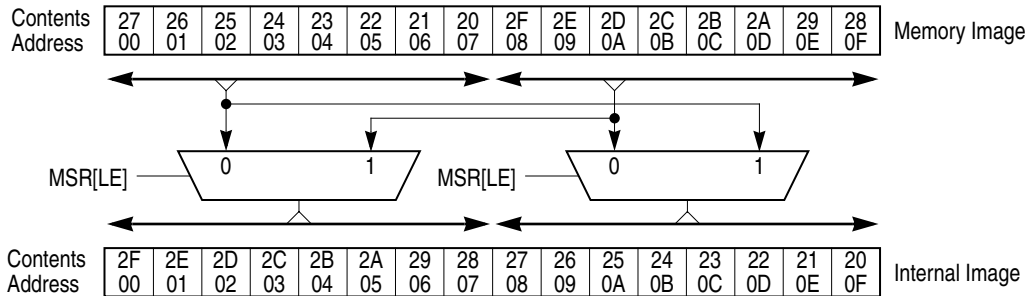 Contents 27 26 25 24 23 22 21 20 2F 2E 2D 2C 2B 2A 29 28
Address 00 01 02 03 04 05 06 07 08 09 0A 0B 0C 0D 0E 0F
Memory Image
0 1 0 1
MSR[LE] MSR[LE]
Contents 2F 2E 2D 2C 2B 2A 29 28 27 26 25 24 23 22 21 20
Address 00 01 02 03 04 05 06 07 08 09 0A 0B 0C 0D 0E 0F
Internal Image